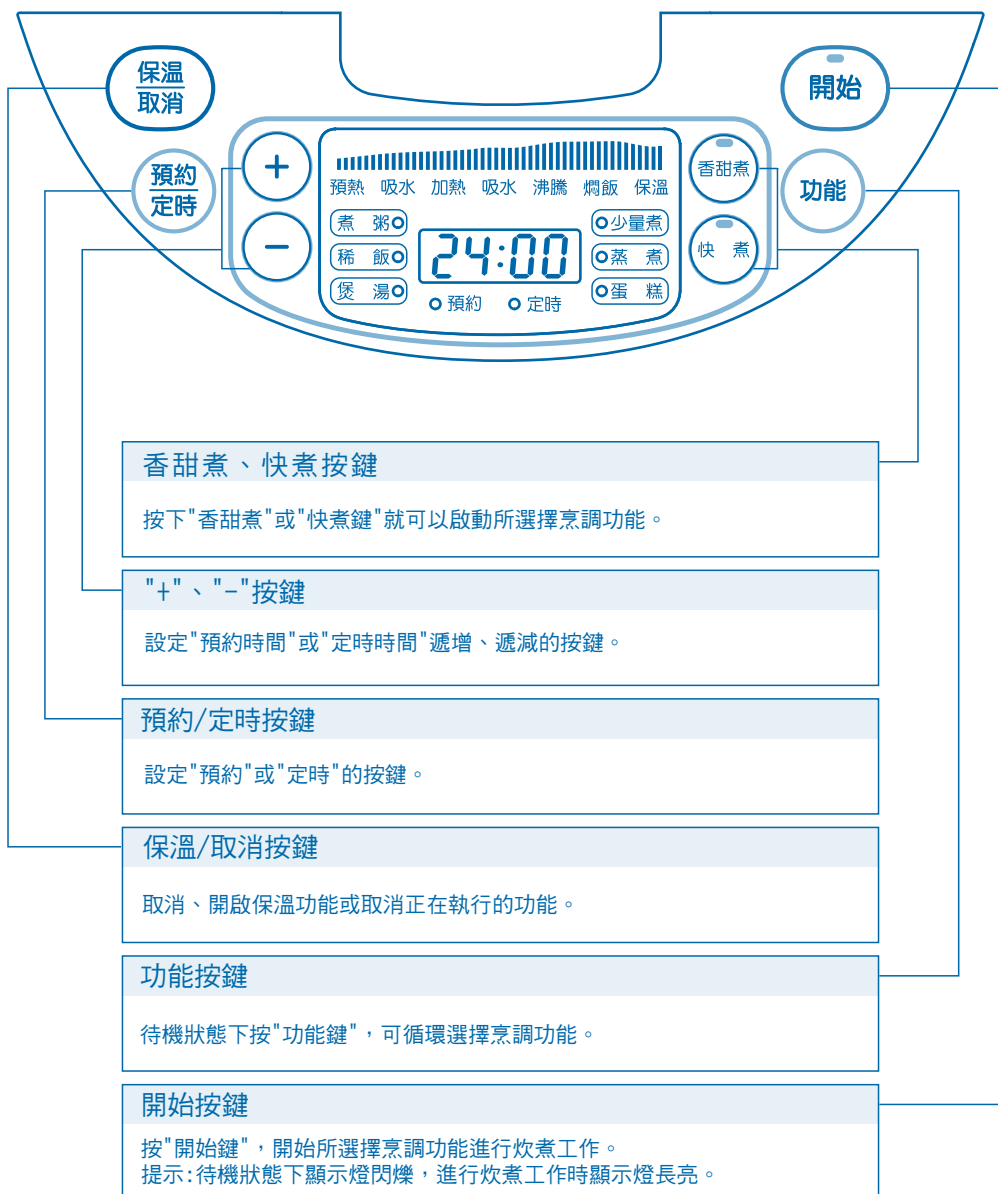 保溫
取消
開始
預約
定時
+
-
香甜煮
快 煮
功能
預熱 吸水 加熱 吸水 沸騰 燜飯 保溫
煮 粥
稀 飯
煲 湯
24:00
少量煮
蒸 煮
蛋 糕
預約 定時
香甜煮、快煮按鍵
按下"香甜煮"或"快煮鍵"就可以啟動所選擇烹調功能。
"+"、"-"按鍵
設定"預約時間"或"定時時間"遞增、遞減的按鍵。
預約/定時按鍵
設定"預約"或"定時"的按鍵。
保溫/取消按鍵
取消、開啟保溫功能或取消正在執行的功能。
功能按鍵
待機狀態下按"功能鍵"，可循環選擇烹調功能。
開始按鍵
按"開始鍵"，開始所選擇烹調功能進行炊煮工作。
提示:待機狀態下顯示燈閃爍，進行炊煮工作時顯示燈長亮。